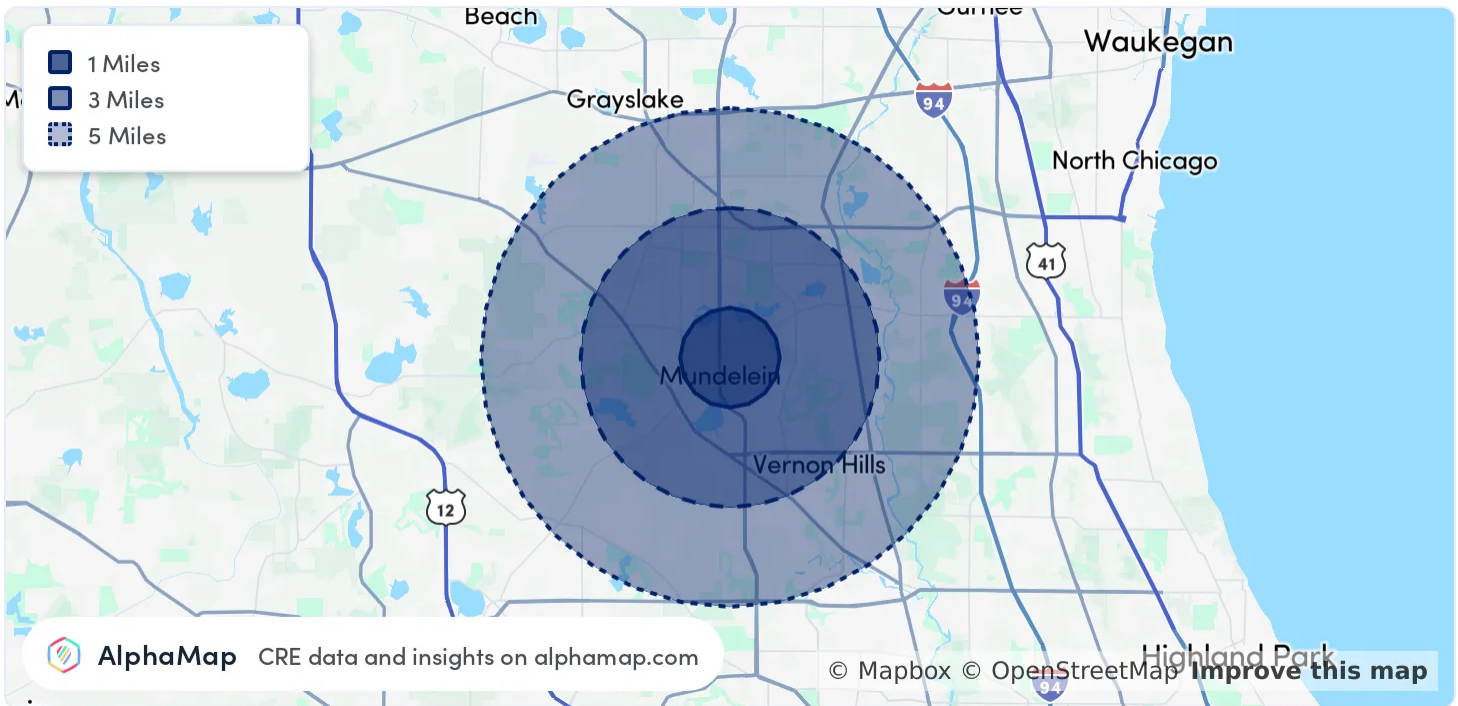 Beach
Gurnee
Waukegan
1 Miles
3 Miles
5 Miles
Grayslake
94
North Chicago
41
94
Mundelein
Vernon Hills
12
AlphaMap CRE data and insights on alphamap.com
Highland Park
© Mapbox © OpenStreetMap Improve this map
94